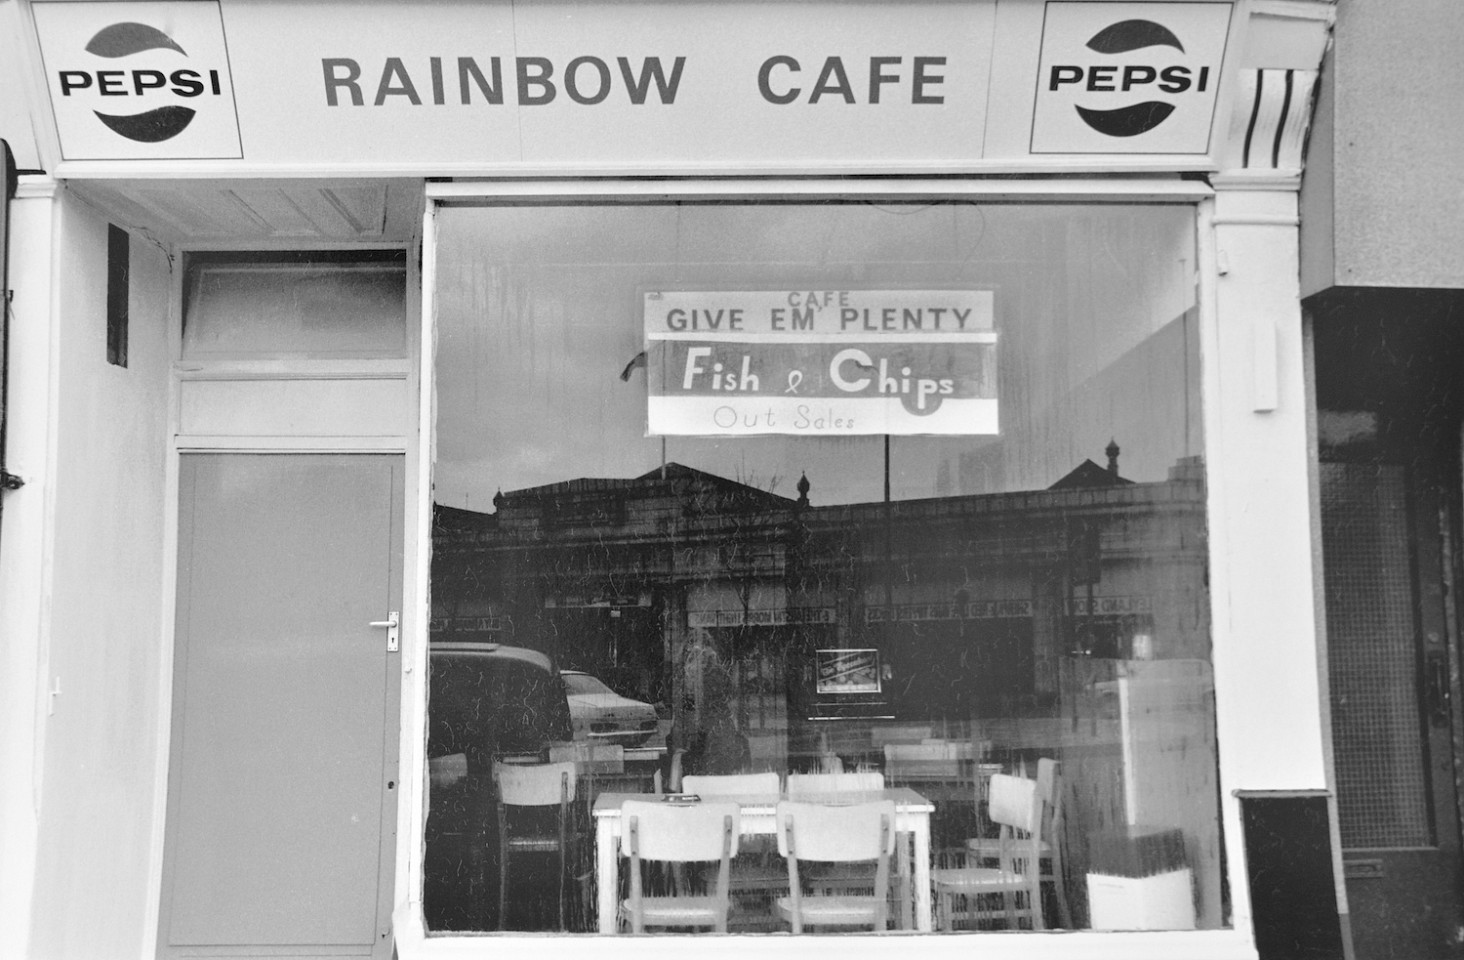 PEPSI RAINBOW CAFE PEPSI
CAFE
GIVE EM' PLENTY
Fish & Chips
Out Sales